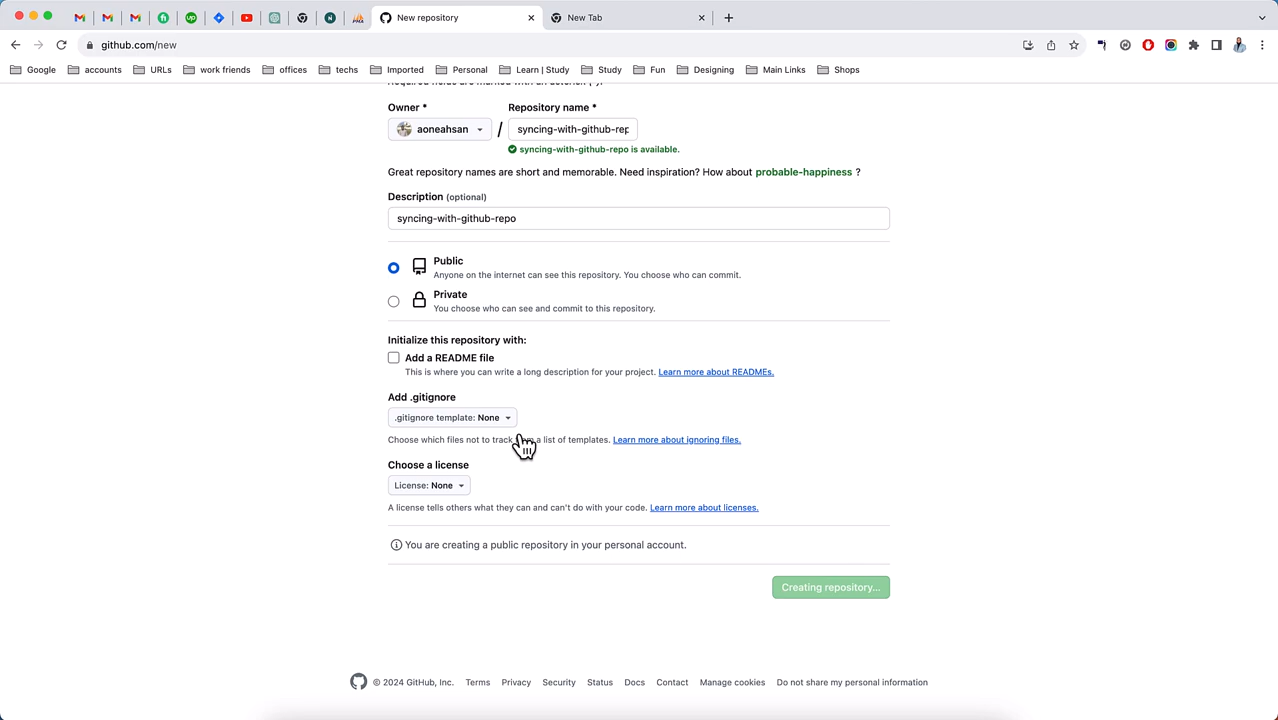 New repository
New Tab
github.com/new
Google
accounts
URLs
work friends
offices
techs
Imported
Personal
Learn | Study
Study
Fun
Designing
Main Links
Shops
Owner *
Repository name *
aoneahsan
/
syncing-with-github-rep
syncing-with-github-repo is available.
Great repository names are short and memorable. Need inspiration? How about probable-happiness ?
Description (optional)
syncing-with-github-repo
Public
Anyone on the internet can see this repository. You choose who can commit.
Private
You choose who can see and commit to this repository.
Initialize this repository with:
Add a README file
This is where you can write a long description for your project. Learn more about READMEs.
Add .gitignore
.gitignore template: None
Choose which files not to track a list of templates. Learn more about ignoring files.
Choose a license
License: None
A license tells others what they can and can't do with your code. Learn more about licenses.
You are creating a public repository in your personal account.
Creating repository...
© 2024 GitHub, Inc.
Terms
Privacy
Security
Status
Docs
Contact
Manage cookies
Do not share my personal information